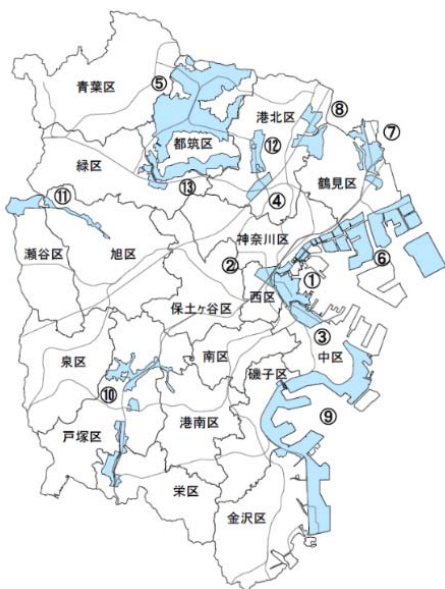 青葉区
⑤
港北区
⑧
⑦
都筑区
⑫
緑区
⑬
鶴見区
④
⑪
神奈川区
瀬谷区
旭区
②
⑥
西区
①
保土ヶ谷区
③
泉区
南区
中区
磯子区
⑩
戸塚区
港南区
⑨
栄区
金沢区